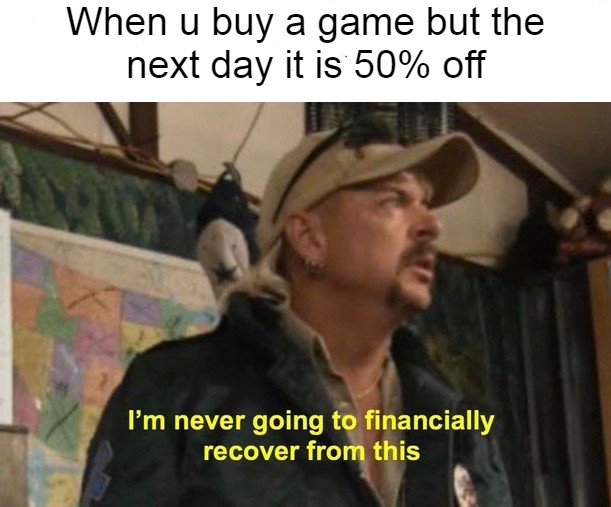 When u buy a game but the
next day it is 50% off
I'm never going to financially
recover from this